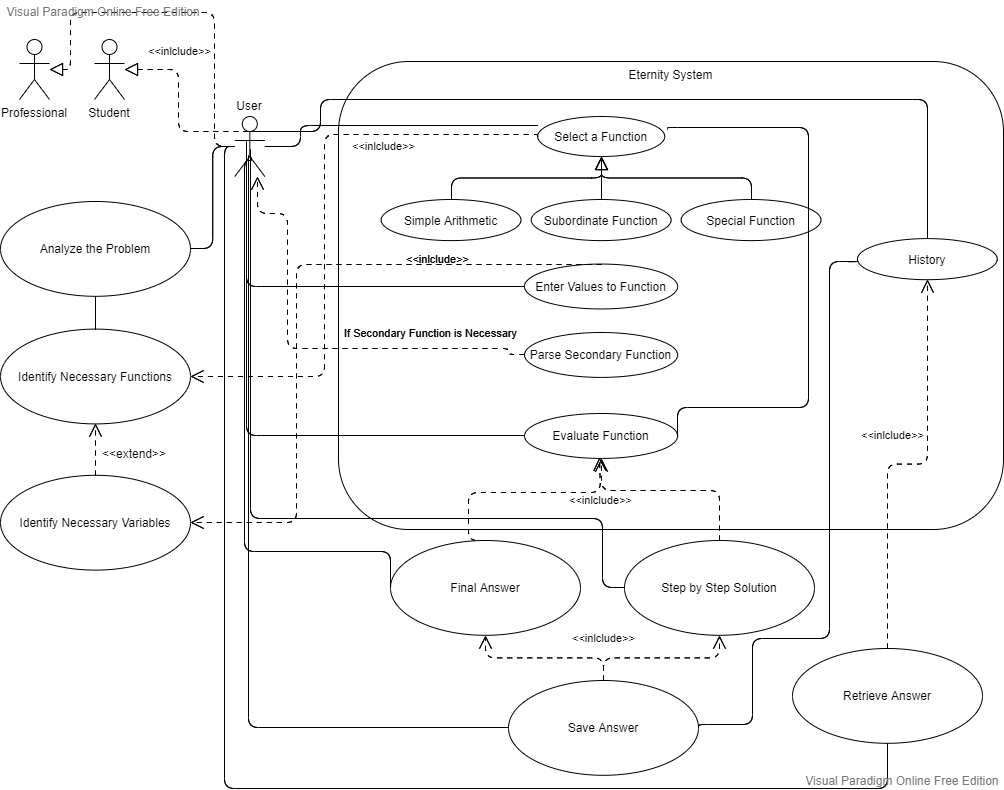 Visual Paradigm Online Free Edition
<<inlclude>>
Eternity System
Professional
Student
User
Select a Function
<<inlclude>>
Simple Arithmetic
Subordinate Function
Special Function
Analyze the Problem
<<inlclude>>
History
Enter Values to Function
If Secondary Function is Necessary
Parse Secondary Function
Identify Necessary Functions
Evaluate Function
<<inlclude>>
<<extend>>
<<inlclude>>
Identify Necessary Variables
Final Answer
Step by Step Solution
<<inlclude>>
Retrieve Answer
Save Answer
Visual Paradigm Online Free Edition